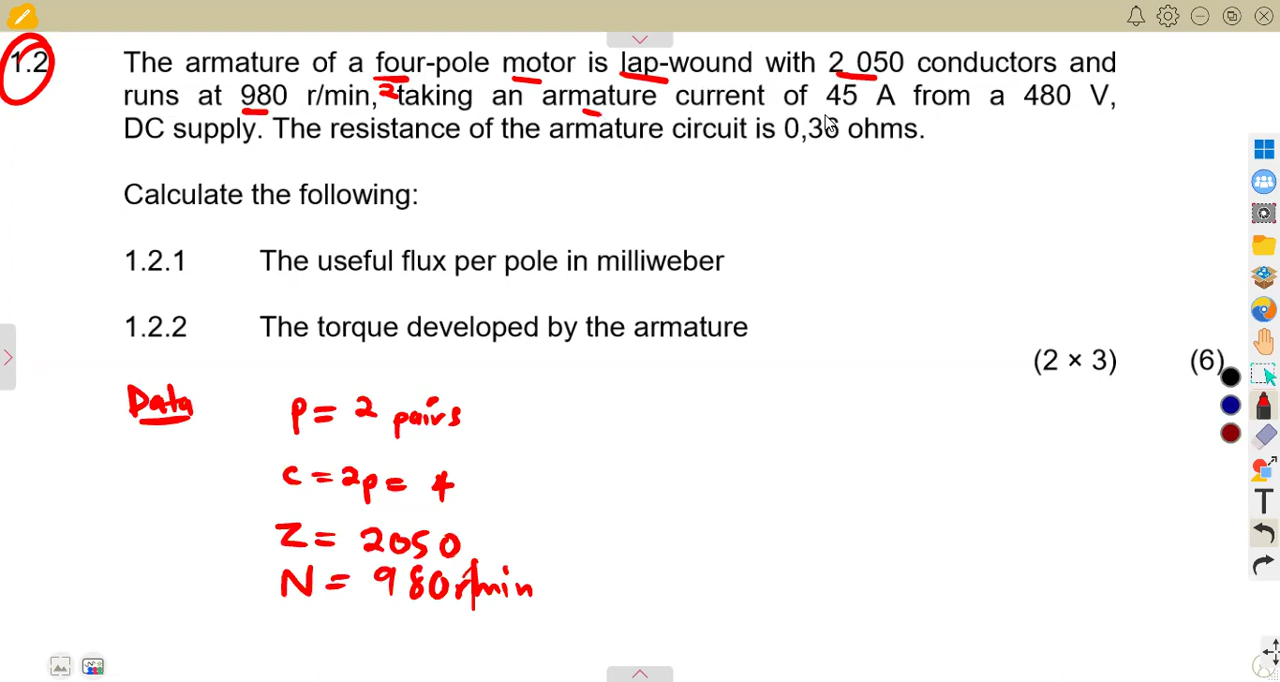 1.2 The armature of a four-pole motor is lap-wound with 2 050 conductors and
runs at 980 r/min, 2 taking an armature current of 45 A from a 480 V,
DC supply. The resistance of the armature circuit is ohms.
Calculate the following:
1.2.1 The useful flux per pole in milliweber
1.2.2 The torque developed by the armature
(2 × 3) (6)
Data p = 2 pairs
c = 2p = 4
Z = 2050
N = 980 r/min
T